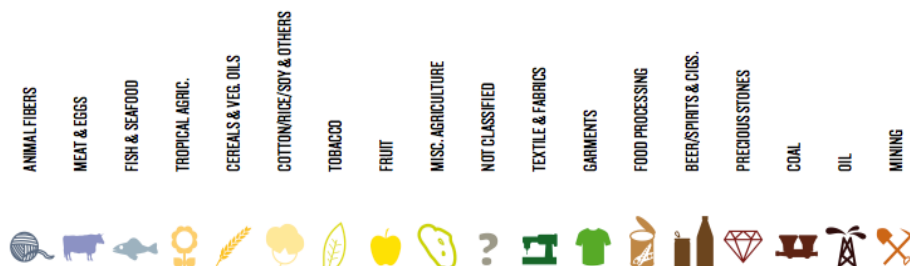 ANIMAL FIBERS
MEAT & EGGS
FISH & SEAFOOD
TROPICAL AGRIC.
CEREALS & VEG. OILS
COTTON/RICE/SOY & OTHERS
TOBACCO
FRUIT
MISC. AGRICULTURE
NOT CLASSIFIED
TEXTILE & FABRICS
GARMENTS
FOOD PROCESSING
BEER/SPIRITS & CIGS.
PRECIOUS STONES
COAL
OIL
MINING
?